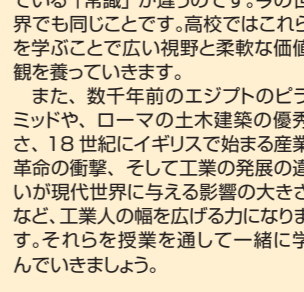 ている「常識」が違うのです。今の世
界でも同じことです。高校ではこれら
を学ぶことで広い視野と柔軟な価値
観を養っていきます。
また、数千年前のエジプトのピラ
ミッドや、ローマの土木建築の優秀
さ、18 世紀にイギリスで始まる産業
革命の衝撃、そして工業の発展の違
いが現代世界に与える影響の大きさ
など、工業人の幅を広げる力になりま
す。それらを授業を通して一緒に学
んでいきましょう。